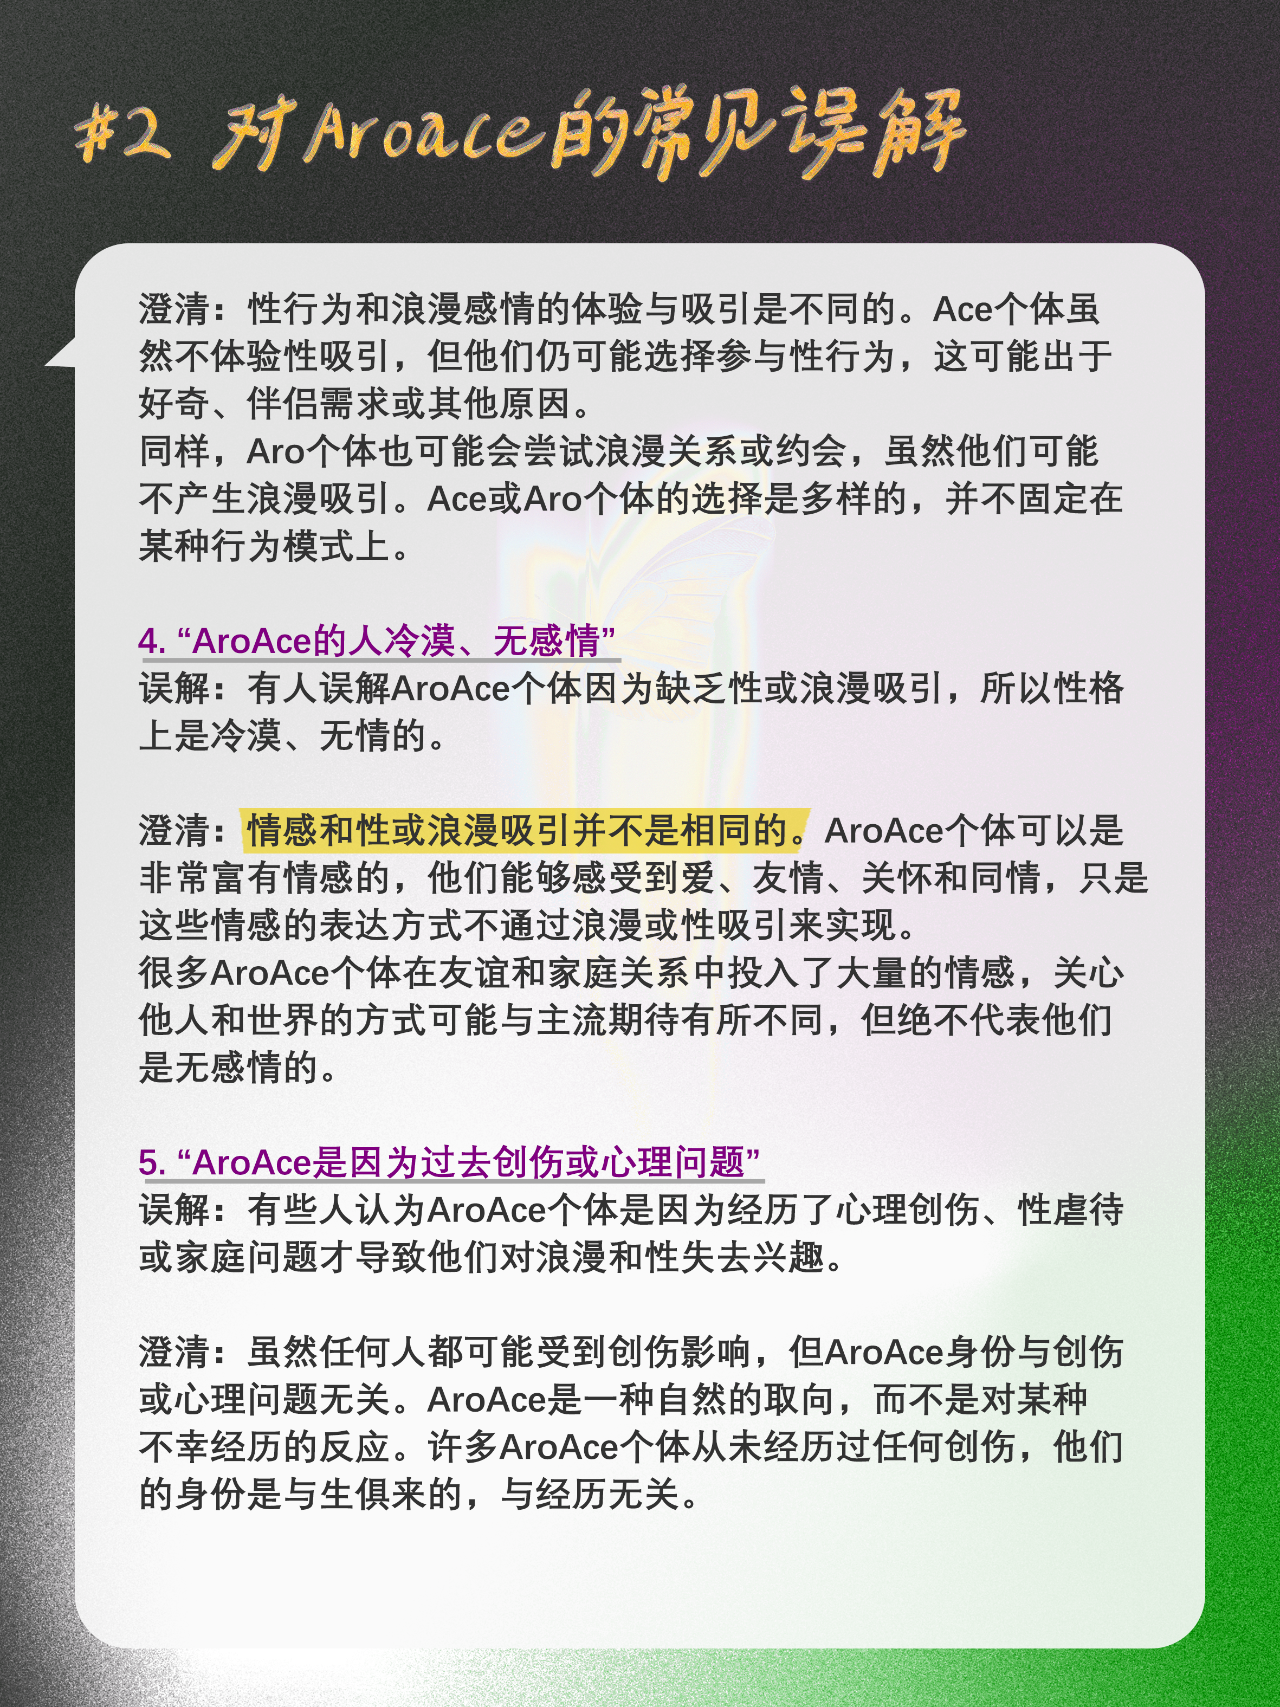 #2 对Aroace的常见误解
澄清：性行为和浪漫感情的体验与吸引是不同的。Ace个体虽
然不体验性吸引，但他们仍可能选择参与性行为，这可能出于
好奇、伴侣需求或其他原因。
同样，Aro个体也可能会尝试浪漫关系或约会，虽然他们可能
不产生浪漫吸引。Ace或Aro个体的选择是多样的，并不固定在
某种行为模式上。
4. “AroAce的人冷漠、无感情”
误解：有人误解AroAce个体因为缺乏性或浪漫吸引，所以性格
上是冷漠、无情的。
澄清：情感和性或浪漫吸引并不是相同的。AroAce个体可以是
非常富有情感的，他们能够感受到爱、友情、关怀和同情，只是
这些情感的表达方式不通过浪漫或性吸引来实现。
很多AroAce个体在友谊和家庭关系中投入了大量的情感，关心
他人和世界的方式可能与主流期待有所不同，但绝不代表他们
是无感情的。
5. “AroAce是因为过去创伤或心理问题”
误解：有些人认为AroAce个体是因为经历了心理创伤、性虐待
或家庭问题才导致他们对浪漫和性失去兴趣。
澄清：虽然任何人都可能受到创伤影响，但AroAce身份与创伤
或心理问题无关。AroAce是一种自然的取向，而不是对某种
不幸经历的反应。许多AroAce个体从未经历过任何创伤，他们
的身份是与生俱来的，与经历无关。